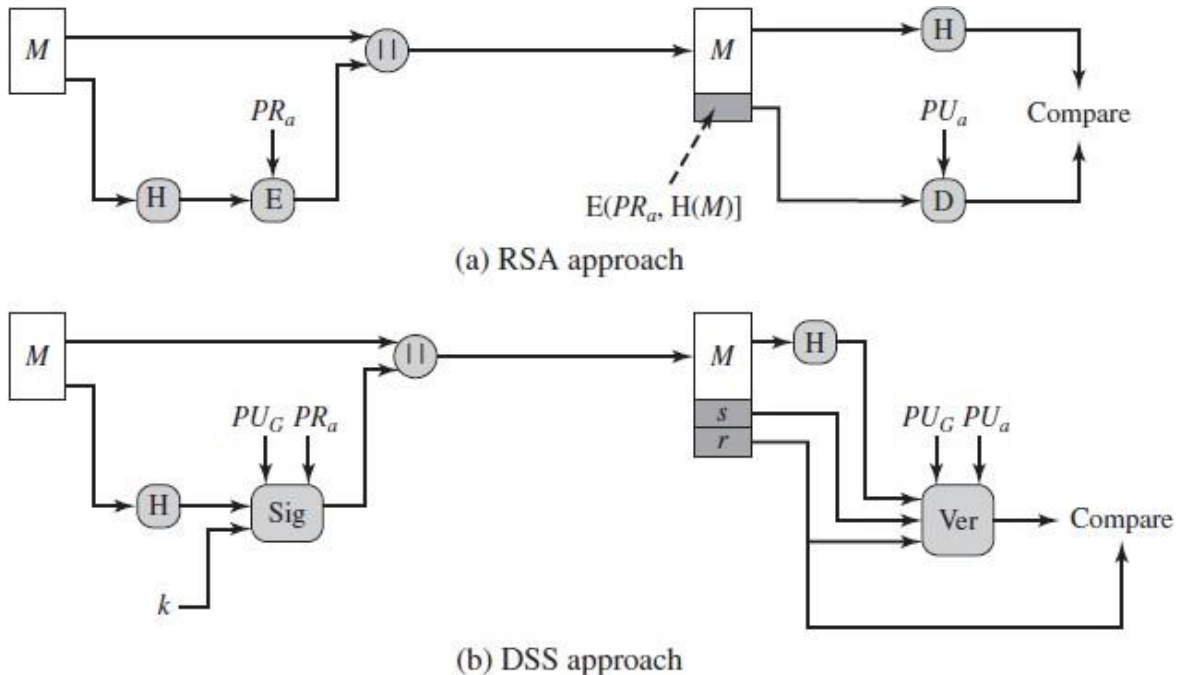 M
||
M
H
PR_a
PU_a
Compare
H
E
D
E(PR_a, H(M)]
(a) RSA approach
M
||
M
H
s
r
PU_G PR_a
PU_G PU_a
H
Sig
Ver
Compare
k
(b) DSS approach